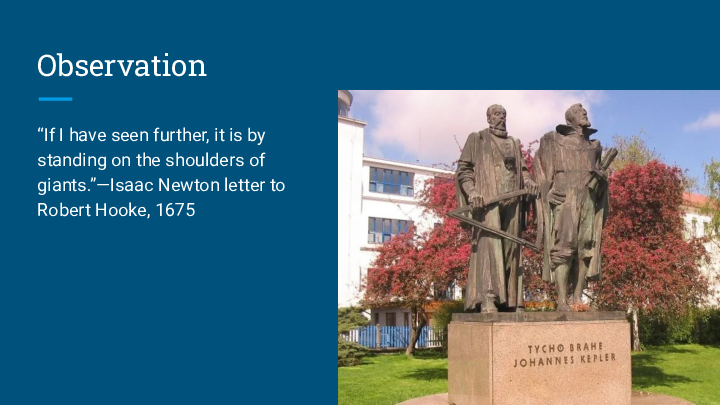 Observation
“If I have seen further, it is by
standing on the shoulders of
giants.”—Isaac Newton letter to
Robert Hooke, 1675
TYCHO BRAHE
JOHANNES KEPLER